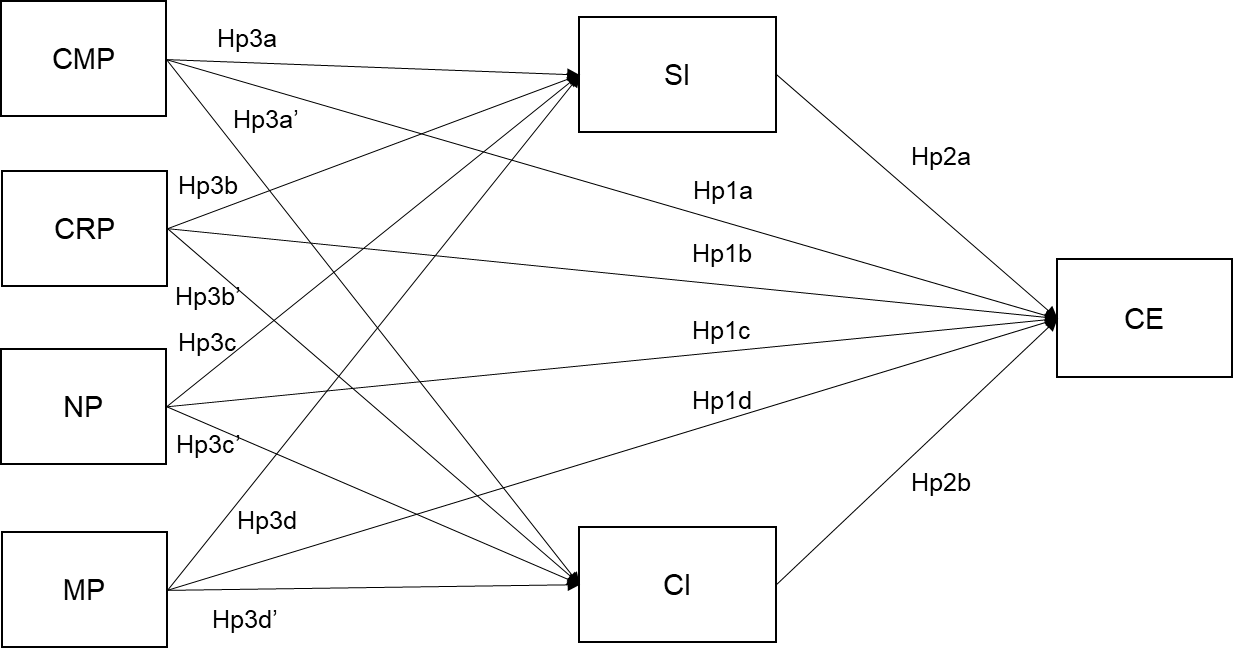 CMP
Hp3a
SI
Hp3a’
Hp2a
Hp3b
Hp1a
CRP
Hp1b
Hp3b’
CE
Hp3c
Hp1c
NP
Hp1d
Hp3c’
Hp2b
Hp3d
MP
CI
Hp3d’